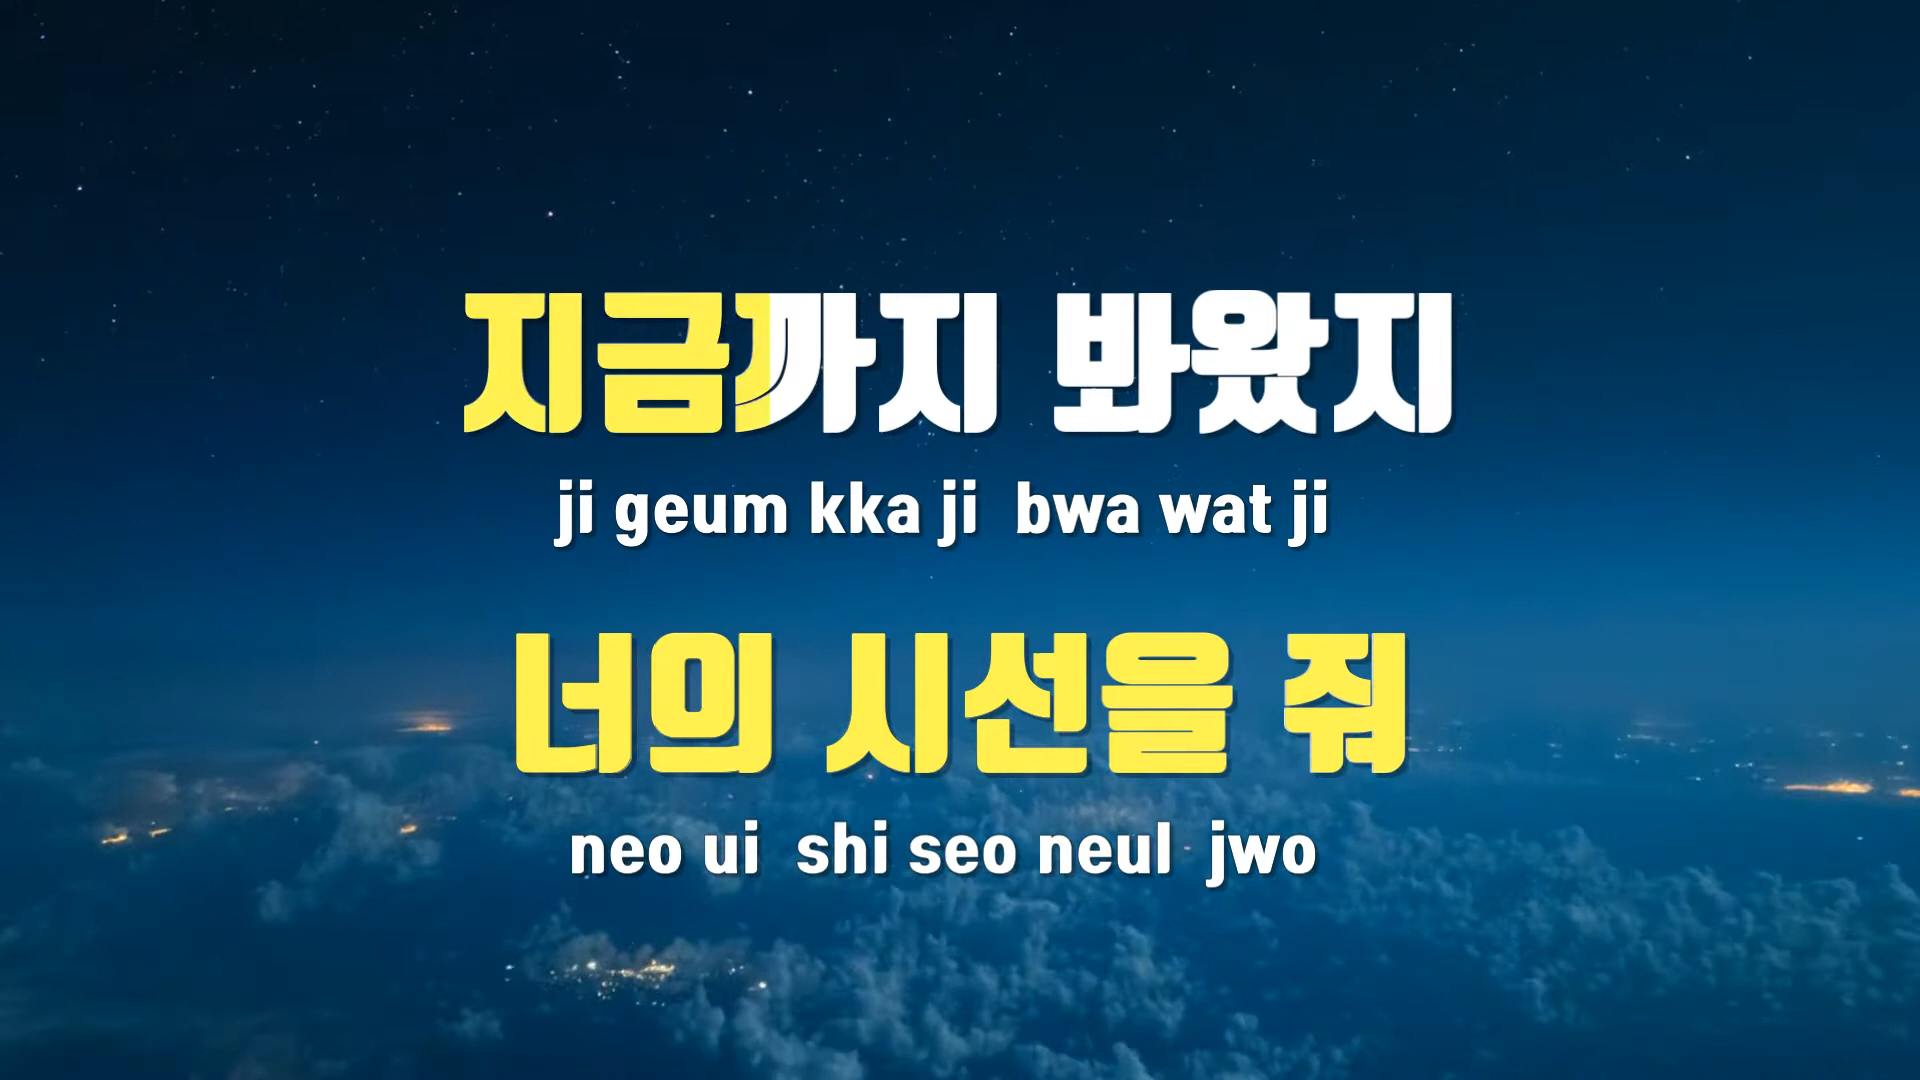 지금까지 봐왔지
ji geum kka ji bwa wat ji
너의 시선을 줘
neo ui shi seo neul jwo